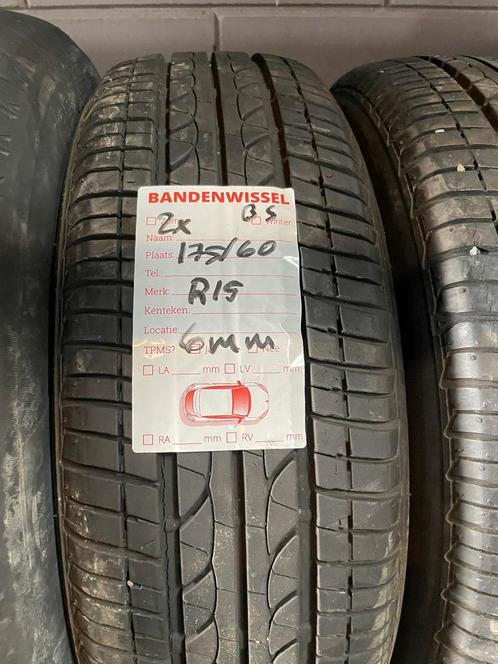 BANDENWISSEL
2x BS Winter
Naam:
Plaats: 175/60
Tel.:
Merk: R15
Kenteken:
Locatie:
TPMS? 6mm Nee
LA mm LV mm
RA mm RV mm